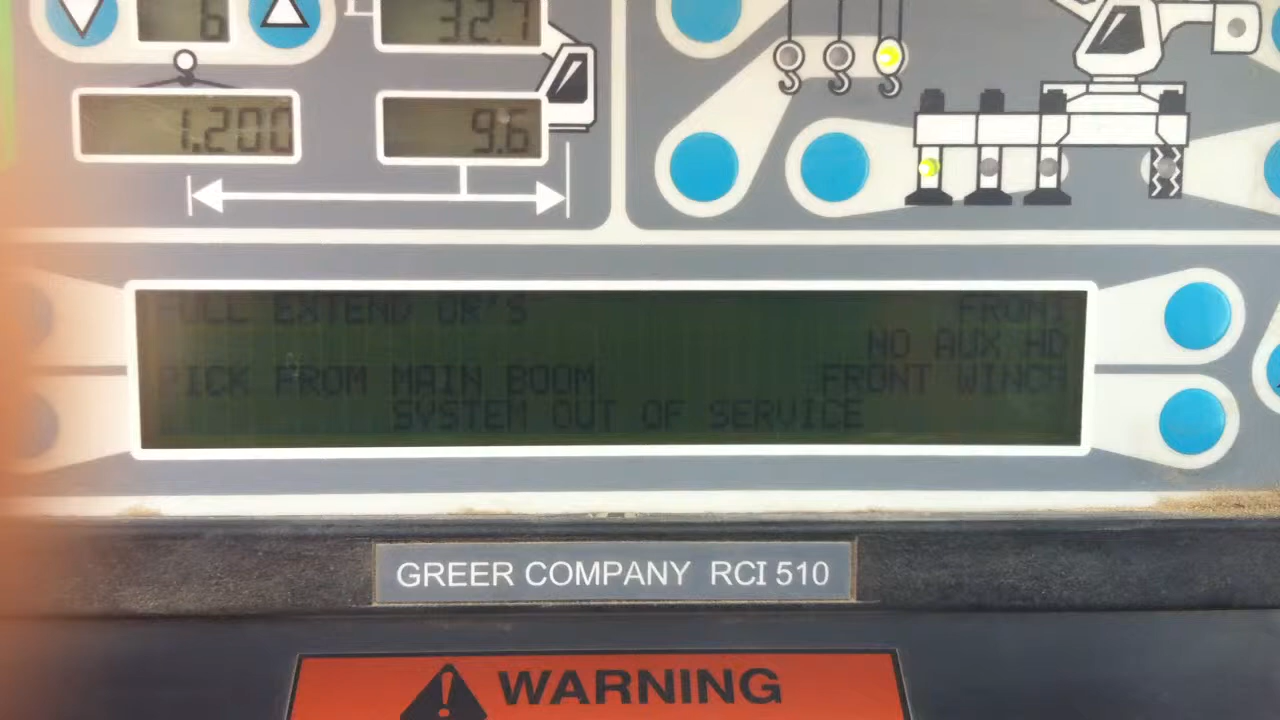 6
32.7
1.200
9.6
FULL EXTEND OR'S
FRONT
NO AUX HD
PICK FROM MAIN BOOM
FRONT WINCH
SYSTEM OUT OF SERVICE
GREER COMPANY RCI 510
WARNING